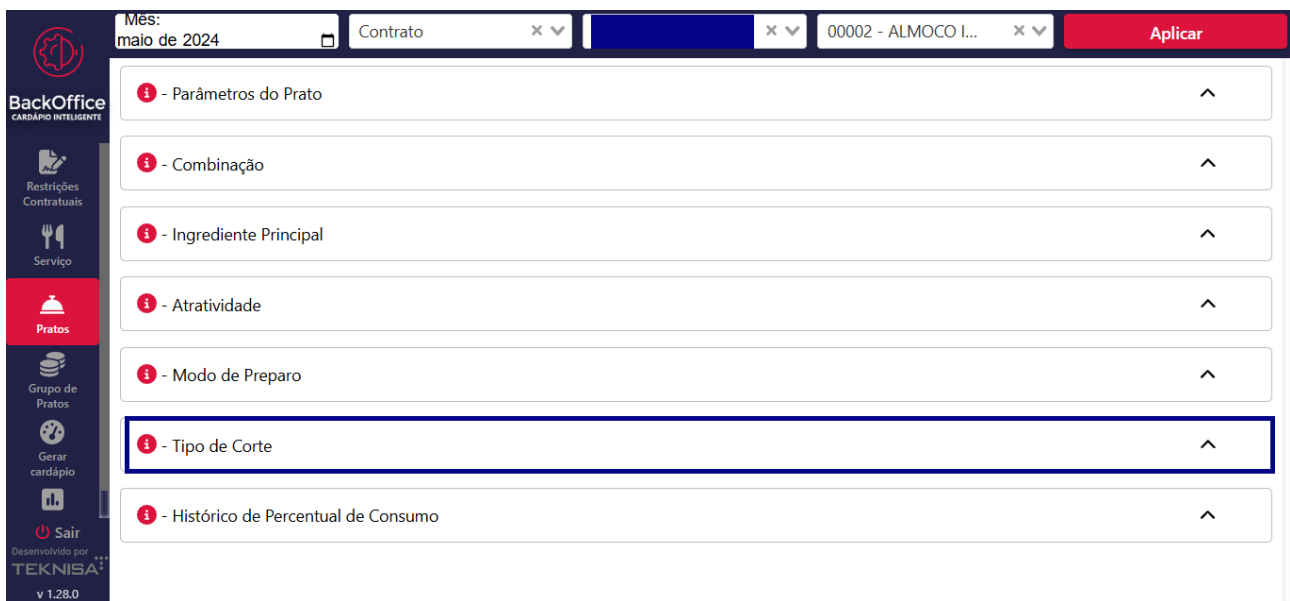 Mês:
maio de 2024
Contrato
00002 - ALMOCO I...
Aplicar
BackOffice
CARDÁPIO INTELIGENTE
Restrições
Contratuais
Serviço
Pratos
Grupo de
Pratos
Gerar
cardápio
Sair
Desenvolvido por
TEKNISA
v 1.28.0
i - Parâmetros do Prato
i - Combinação
i - Ingrediente Principal
i - Atratividade
i - Modo de Preparo
i - Tipo de Corte
i - Histórico de Percentual de Consumo